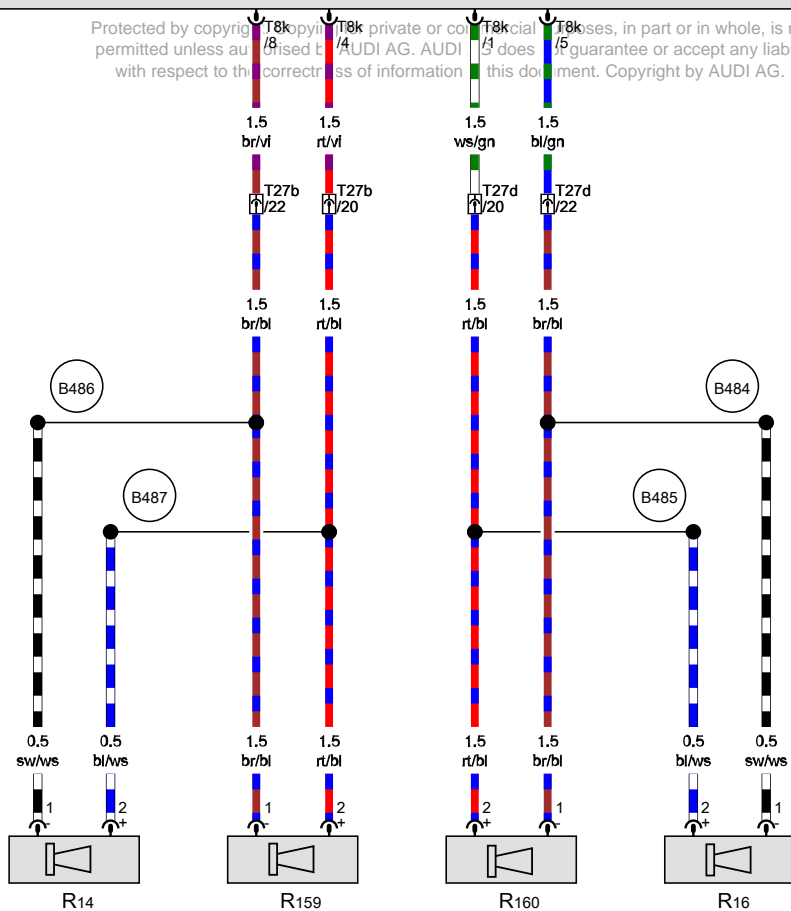 Protected by copyright. Copying for private or commercial purposes, in part or in whole, is
permitted unless authorised by AUDI AG. AUDI AG does not guarantee or accept any liab
with respect to the correctness of information in this document. Copyright by AUDI AG.
T8k /8 T8k /4 T8k /1 T8k /5
1.5 1.5 1.5 1.5
br/vi rt/vi ws/gn bl/gn
T27b /22 T27b /20 T27d /20 T27d /22
1.5 1.5 1.5 1.5
br/bl rt/bl rt/bl br/bl
B486 B484
B487 B485
0.5 0.5 1.5 1.5 1.5 1.5 0.5 0.5
sw/ws bl/ws br/bl rt/bl rt/bl br/bl bl/ws sw/ws
1 2 1 2 2 1 2 1
- + - + + - + -
R14 R159 R160 R16